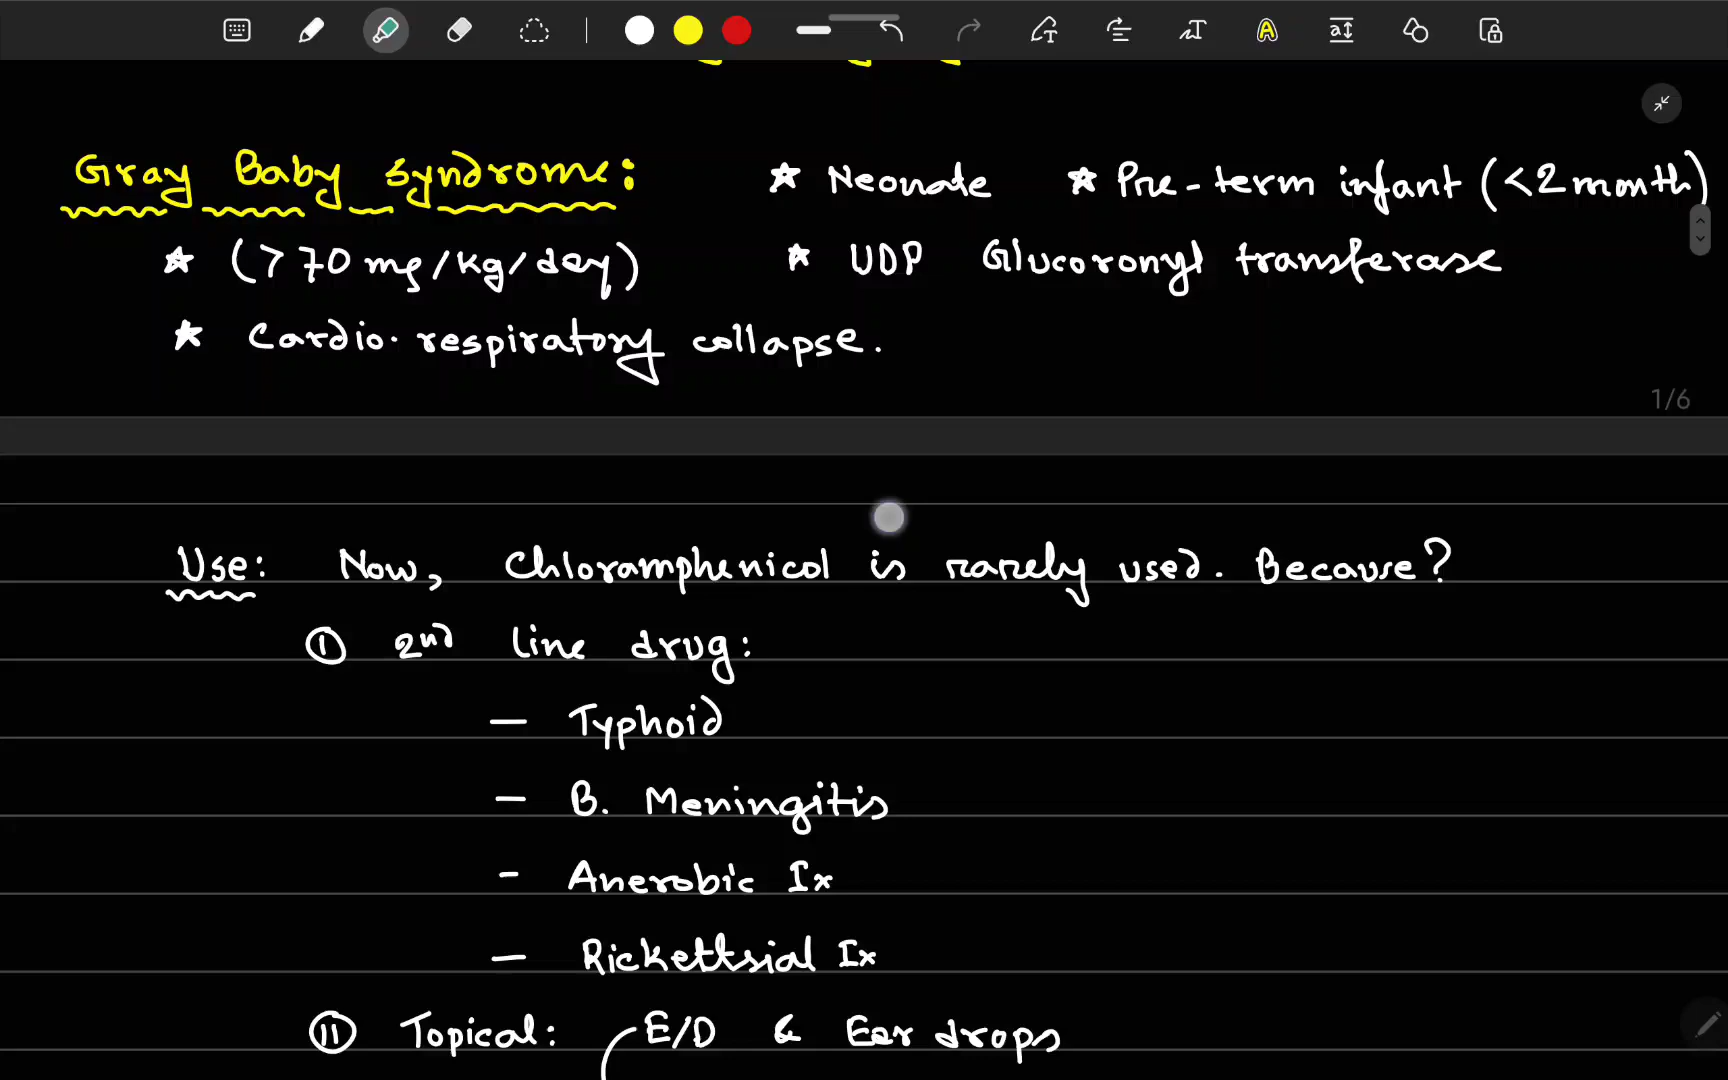 Gray Baby Syndrome:
★ Neonate ★ Pre-term infant (<2 month)
★ (>70 mg/kg/day)
★ UDP Glucoronyl transferase
★ Cardio-respiratory collapse.
1/6
Use: Now, Chloramphenicol is rarely used. Because?
① 2nd line drug:
— Typhoid
— B. Meningitis
- Anerobic Ix
— Rickettsial Ix
⑪ Topical: E/D & Ear drops